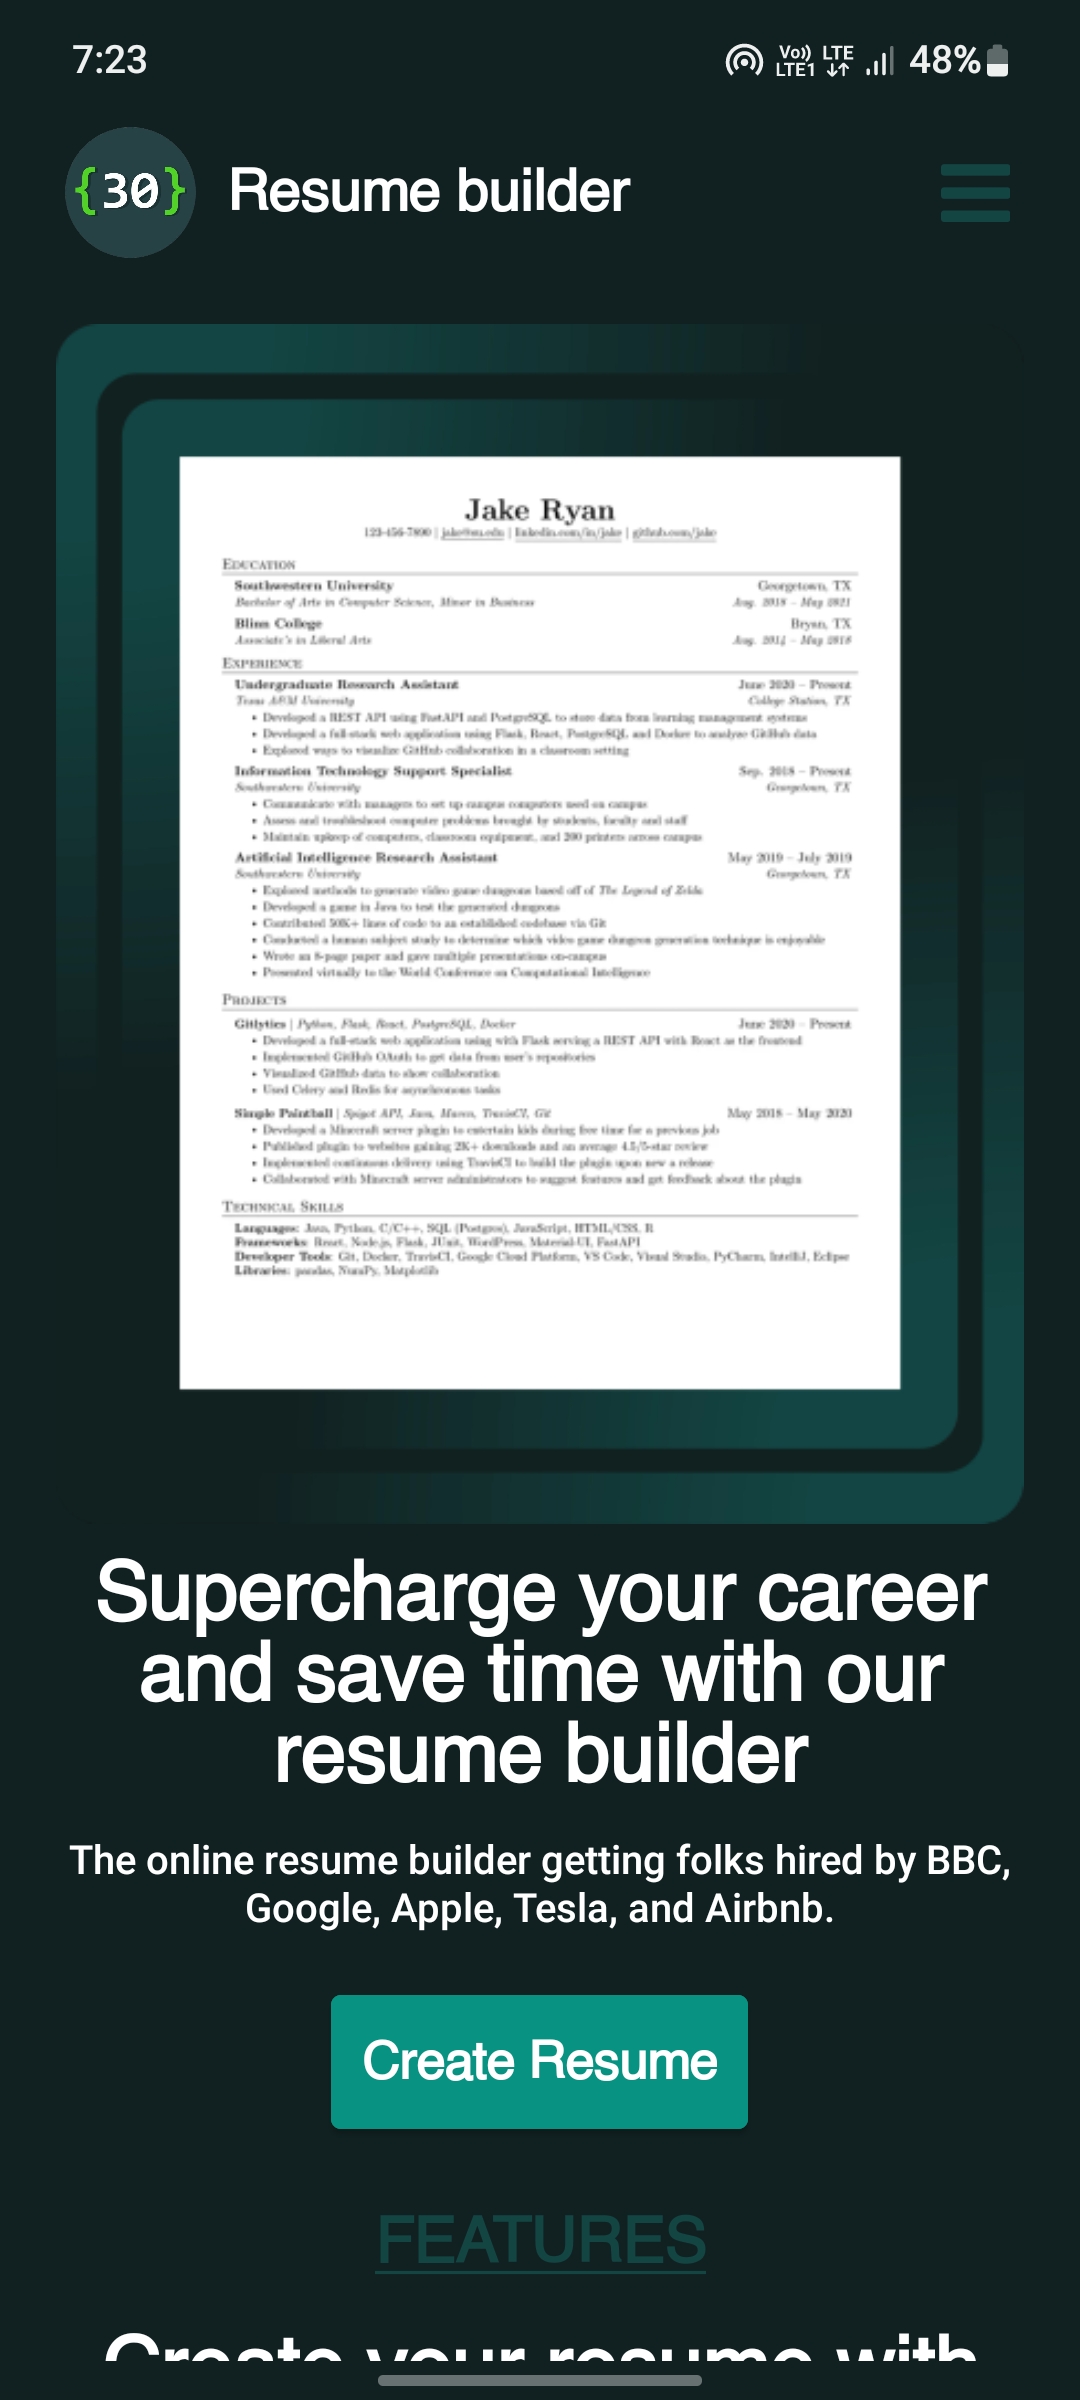 7:23
Vo)) LTE
LTE1
48%
{30} Resume builder
Jake Ryan
123-456-7890 | jake@su.edu | linkedin.com/in/jake | github.com/jake
EDUCATION
Southwestern University Georgetown, TX
Bachelor of Arts in Computer Science, Minor in Business Aug. 2018 – May 2021
Blinn College Bryan, TX
Associate's in Liberal Arts Aug. 2014 – May 2018
EXPERIENCE
Undergraduate Research Assistant June 2020 – Present
Texas A&M University College Station, TX
• Developed a REST API using FastAPI and PostgreSQL to store data from learning management systems
• Developed a full-stack web application using Flask, React, PostgreSQL and Docker to analyze GitHub data
• Explored ways to visualize GitHub collaboration in a classroom setting
Information Technology Support Specialist Sep. 2018 – Present
Southwestern University Georgetown, TX
• Communicate with managers to set up campus computers used on campus
• Assess and troubleshoot computer problems brought by students, faculty and staff
• Maintain upkeep of computers, classroom equipment, and 200 printers across campus
Artificial Intelligence Research Assistant May 2019 – July 2019
Southwestern University Georgetown, TX
• Explored methods to generate video game dungeons based off of The Legend of Zelda
• Developed a game in Java to test the generated dungeons
• Contributed 50K+ lines of code to an established codebase via Git
• Conducted a human subject study to determine which video game dungeon generation technique is enjoyable
• Wrote an 8-page paper and gave multiple presentations on-campus
• Presented virtually to the World Conference on Computational Intelligence
PROJECTS
Gitlytics | Python, Flask, React, PostgreSQL, Docker June 2020 – Present
• Developed a full-stack web application using with Flask serving a REST API with React as the frontend
• Implemented GitHub OAuth to get data from user's repositories
• Visualized GitHub data to show collaboration
• Used Celery and Redis for asynchronous tasks
Simple Paintball | Spigot API, Java, Maven, TravisCI, Git May 2018 – May 2020
• Developed a Minecraft server plugin to entertain kids during free time for a previous job
• Published plugin to websites gaining 2K+ downloads and an average 4.5/5-star review
• Implemented continuous delivery using TravisCI to build the plugin upon new a release
• Collaborated with Minecraft server administrators to suggest features and get feedback about the plugin
TECHNICAL SKILLS
Languages: Java, Python, C/C++, SQL (Postgres), JavaScript, HTML/CSS, R
Frameworks: React, Node.js, Flask, JUnit, WordPress, Material-UI, FastAPI
Developer Tools: Git, Docker, TravisCI, Google Cloud Platform, VS Code, Visual Studio, PyCharm, IntelliJ, Eclipse
Libraries: pandas, NumPy, Matplotlib
Supercharge your career
and save time with our
resume builder
The online resume builder getting folks hired by BBC,
Google, Apple, Tesla, and Airbnb.
Create Resume
FEATURES
Create your resume with